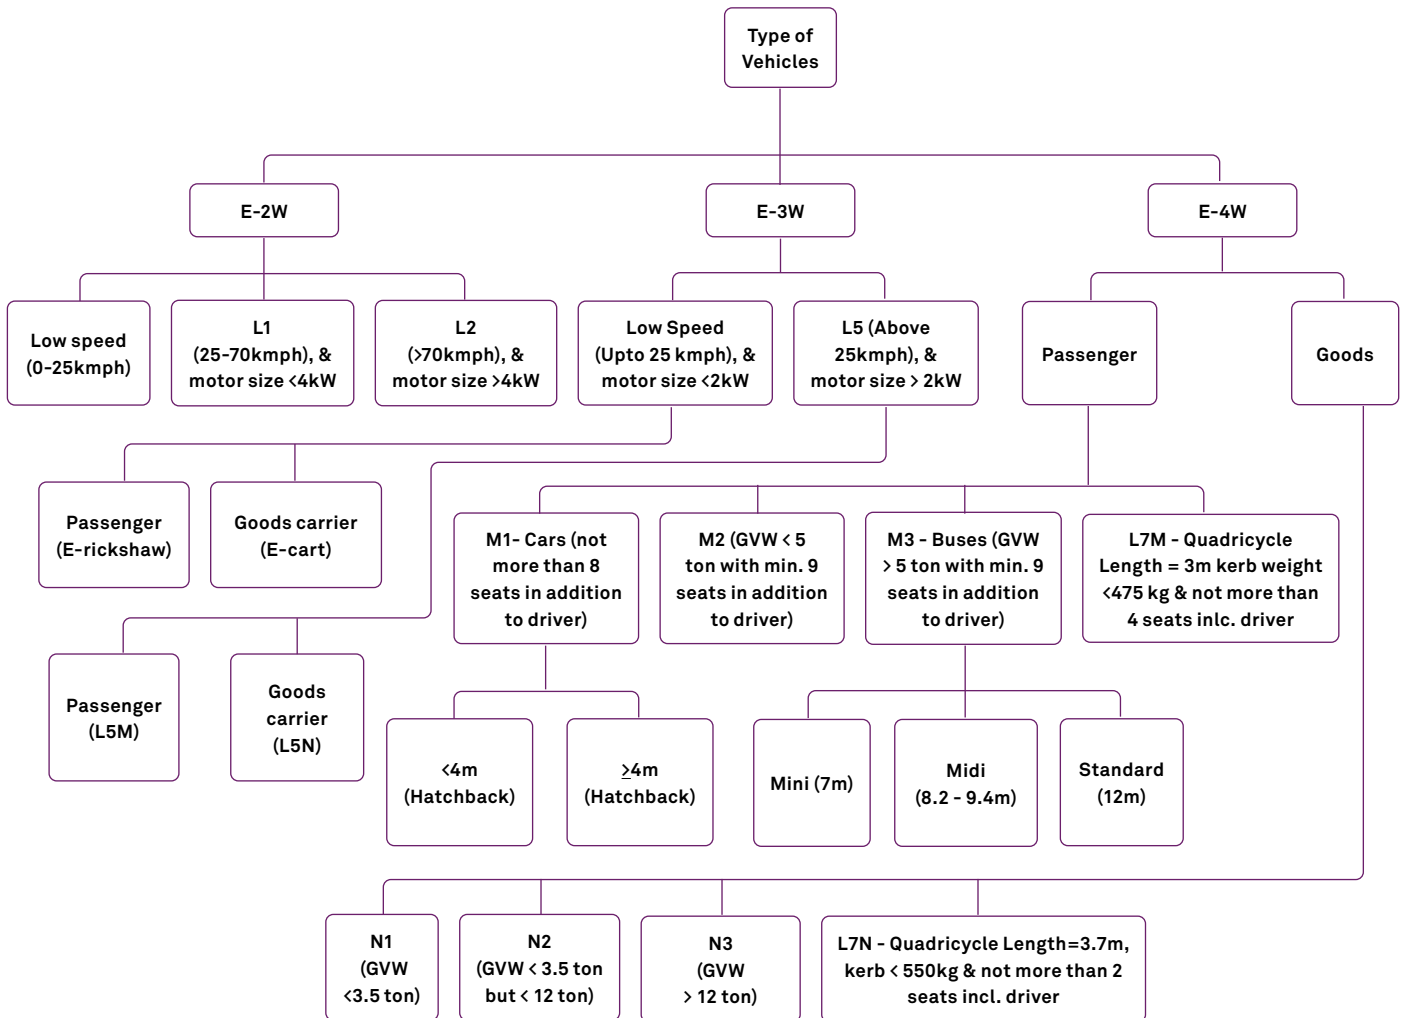 Type of
Vehicles
E-2W
E-3W
E-4W
Low speed
(0-25kmph)
L1
(25-70kmph), &
motor size <4kW
L2
(>70kmph), &
motor size >4kW
Low Speed
(Upto 25 kmph), &
motor size <2kW
L5 (Above
25kmph), &
motor size > 2kW
Passenger
Goods
Passenger
(E-rickshaw)
Goods carrier
(E-cart)
M1- Cars (not
more than 8
seats in addition
to driver)
M2 (GVW < 5
ton with min. 9
seats in addition
to driver)
M3 - Buses (GVW
> 5 ton with min. 9
seats in addition
to driver)
L7M - Quadricycle
Length = 3m kerb weight
<475 kg & not more than
4 seats inlc. driver
Passenger
(L5M)
Goods
carrier
(L5N)
<4m
(Hatchback)
≥4m
(Hatchback)
Mini (7m)
Midi
(8.2 - 9.4m)
Standard
(12m)
N1
(GVW
<3.5 ton)
N2
(GVW < 3.5 ton
but < 12 ton)
N3
(GVW
> 12 ton)
L7N - Quadricycle Length=3.7m,
kerb < 550kg & not more than 2
seats incl. driver